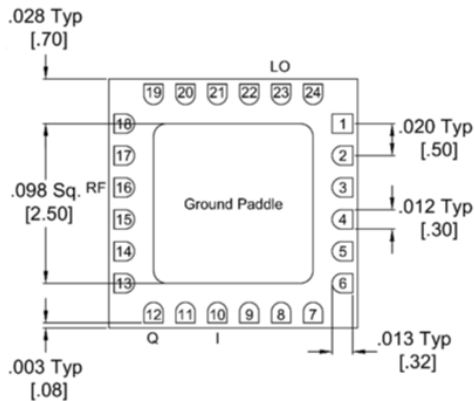 .028 Typ
[.70]
LO
19 20 21 22 23 24
18 1
.020 Typ
[.50]
17 2
.098 Sq.
[2.50]
RF 16 3
Ground Paddle
.012 Typ
[.30]
15 4
14 5
13 6
12 11 10 9 8 7
Q I
.013 Typ
[.32]
.003 Typ
[.08]